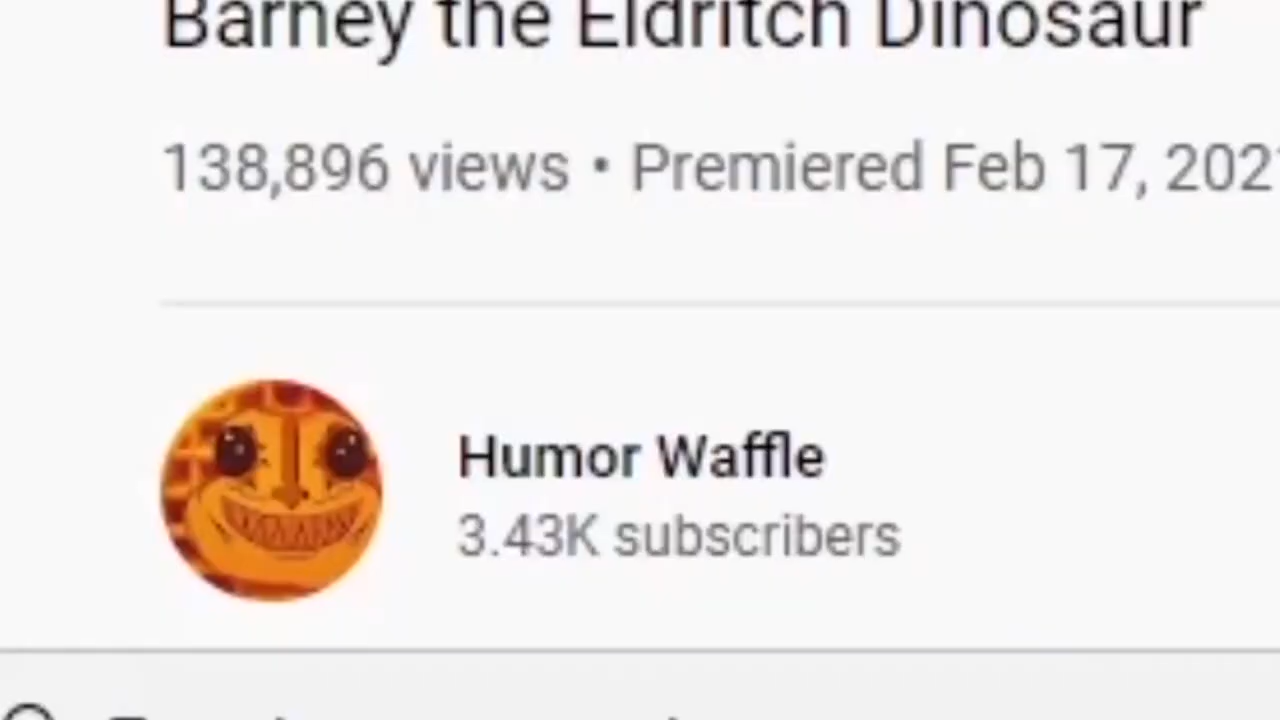 Barney the Eldritch Dinosaur
138,896 views • Premiered Feb 17, 202
Humor Waffle
3.43K subscribers